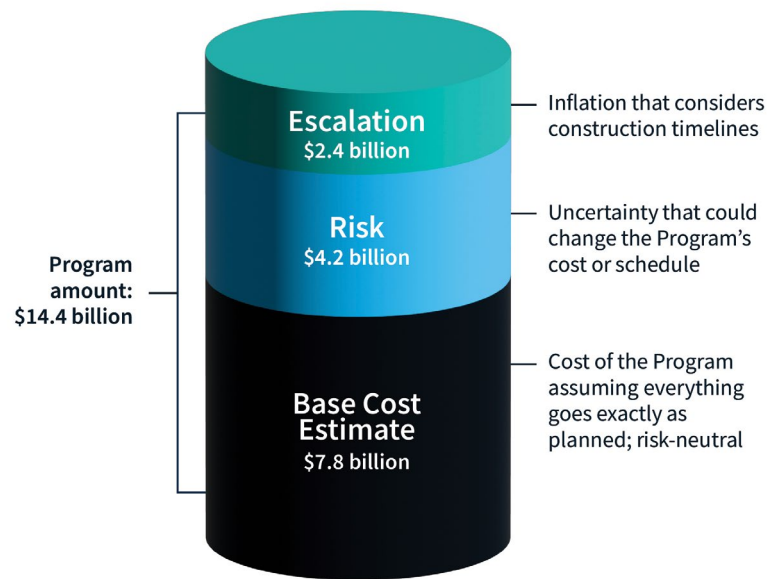 Escalation
$2.4 billion
Inflation that considers
construction timelines
Risk
$4.2 billion
Uncertainty that could
change the Program’s
cost or schedule
Program
amount:
$14.4 billion
Base Cost
Estimate
$7.8 billion
Cost of the Program
assuming everything
goes exactly as
planned; risk-neutral